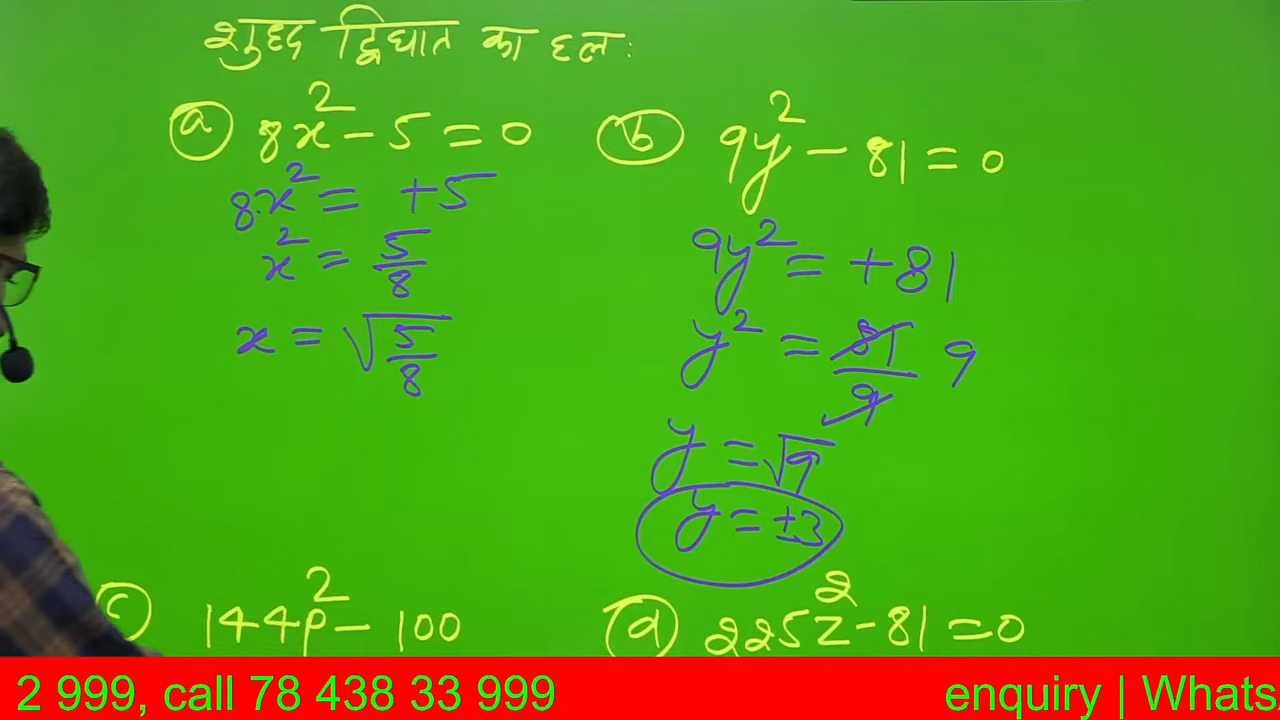 शुद्द द्विघात का हल :
(a) 8x² - 5 = 0
8x² = +5
x² = 5/8
x = √(5/8)
(b) 9y² - 81 = 0
9y² = +81
y² = 81/9 9
y = √9
y = ±3
(c) 144p² - 100
(d) 225z² - 81 = 0
2 999, call 78 438 33 999
enquiry | Whats